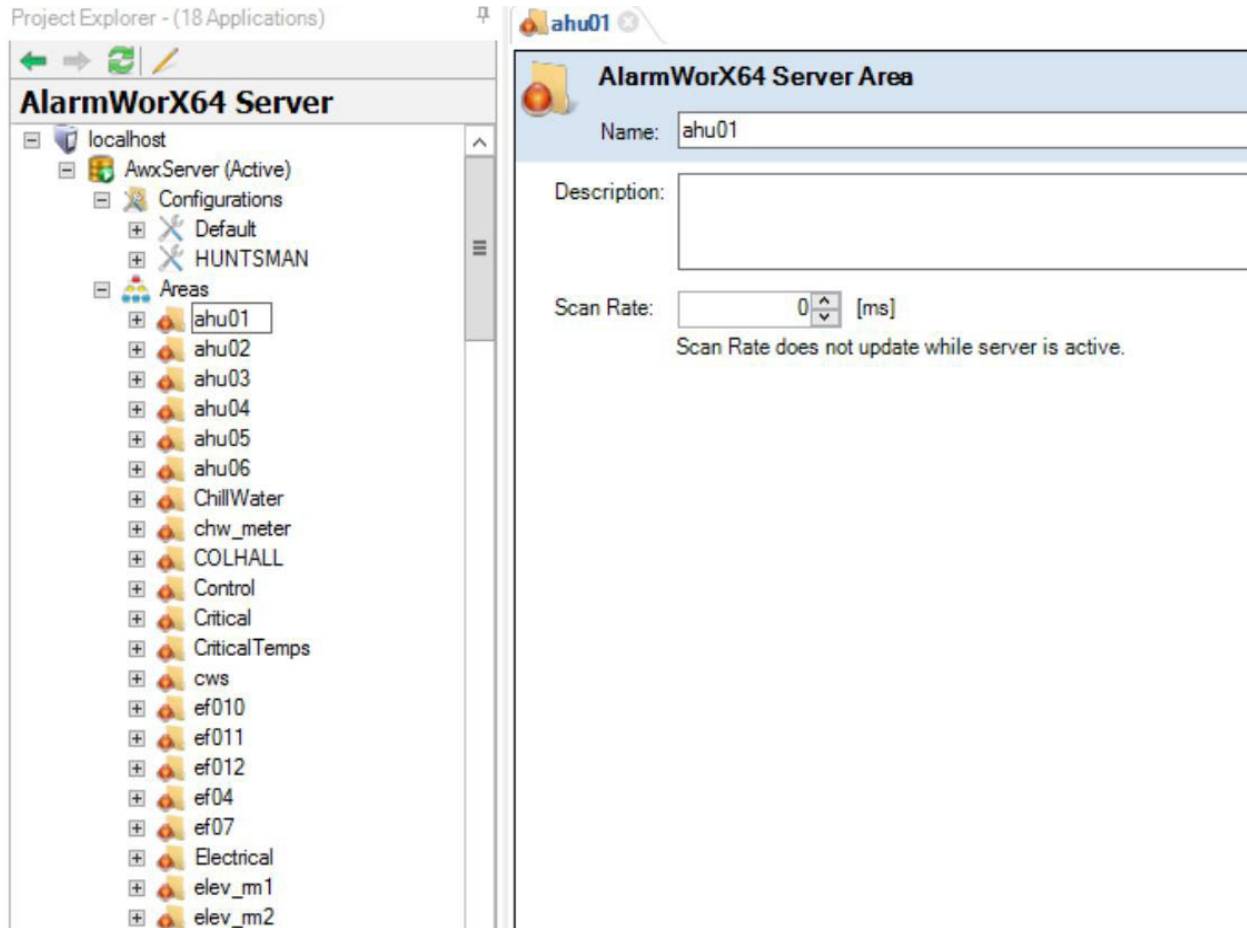 Project Explorer - (18 Applications)
AlarmWorX64 Server
localhost
AwxServer (Active)
Configurations
Default
HUNTSMAN
Areas
ahu01
ahu02
ahu03
ahu04
ahu05
ahu06
ChillWater
chw_meter
COLHALL
Control
Critical
CriticalTemps
cws
ef010
ef011
ef012
ef04
ef07
Electrical
elev_rm1
elev_rm2
ahu01
AlarmWorX64 Server Area
Name: ahu01
Description:
Scan Rate: 0 [ms]
Scan Rate does not update while server is active.